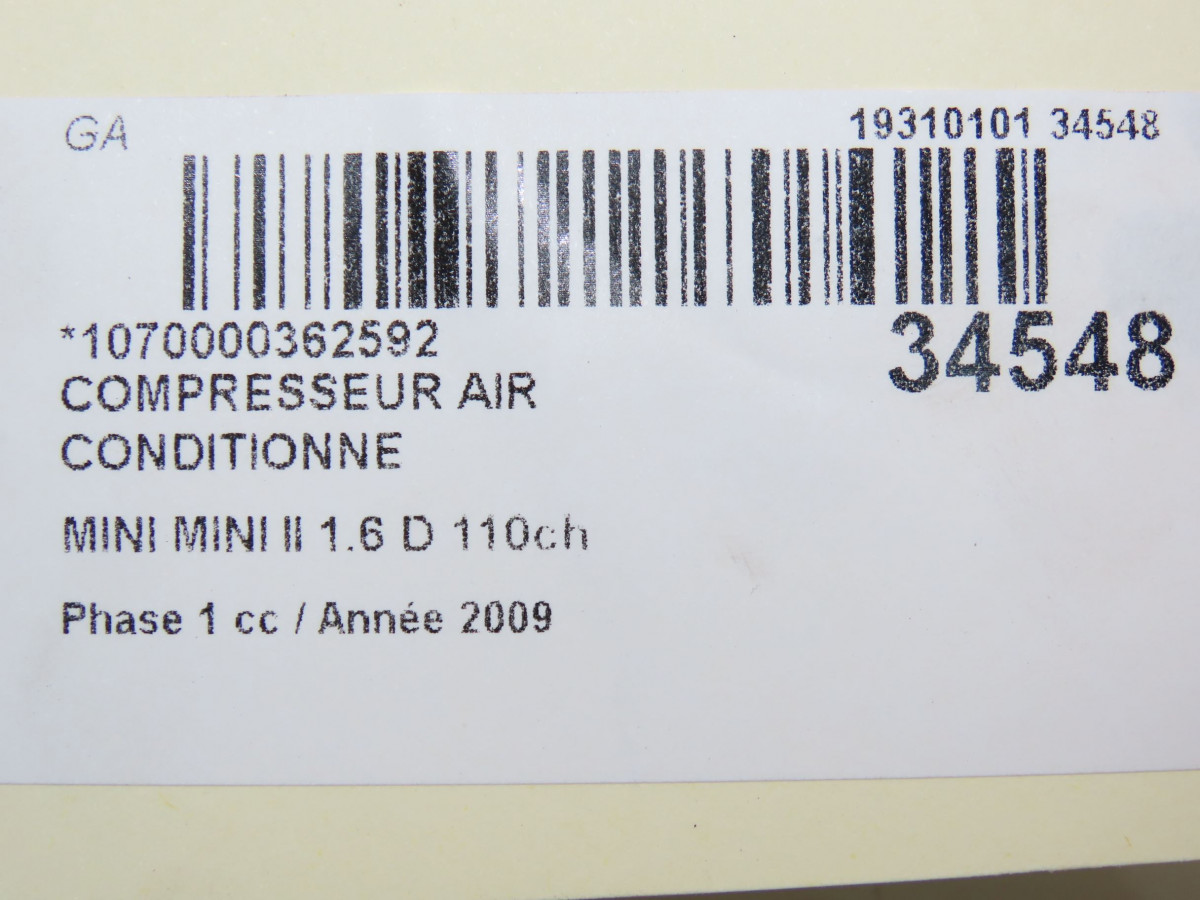 GA
19310101 34548
*1070000362592
34548
COMPRESSEUR AIR
CONDITIONNE
MINI MINI II 1.6 D 110ch
Phase 1 cc / Année 2009